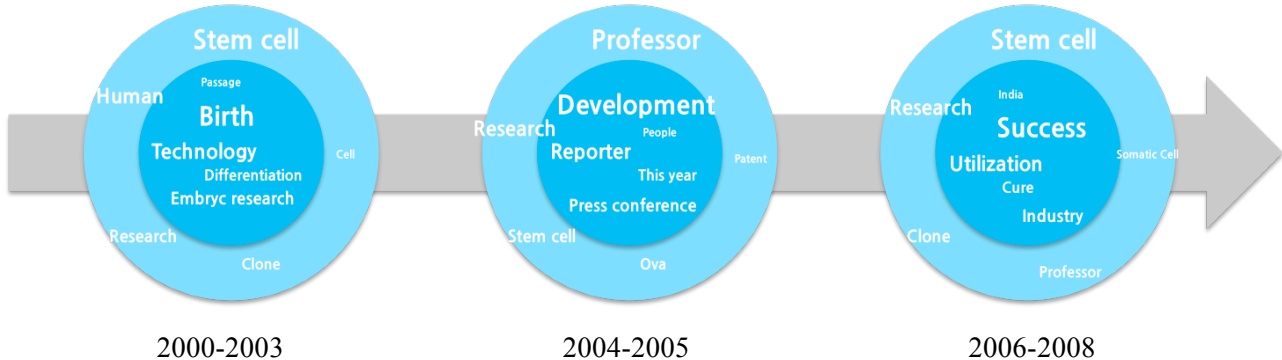 Stem cell
Human
Passage
Birth
Technology
Cell
Differentiation
Embryc research
Research
Clone
2000-2003
Professor
Development
Research
People
Reporter
Patent
This year
Press conference
Stem cell
Ova
2004-2005
Stem cell
India
Research
Success
Utilization
Somatic Cell
Cure
Industry
Clone
Professor
2006-2008